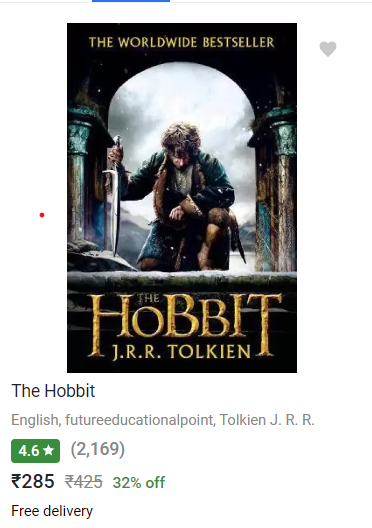 THE WORLDWIDE BESTSELLER
THE
HOBBIT
J.R.R. TOLKIEN
The Hobbit
English, futureeducationalpoint, Tolkien J. R. R.
4.6★ (2,169)
₹285 ₹425 32% off
Free delivery